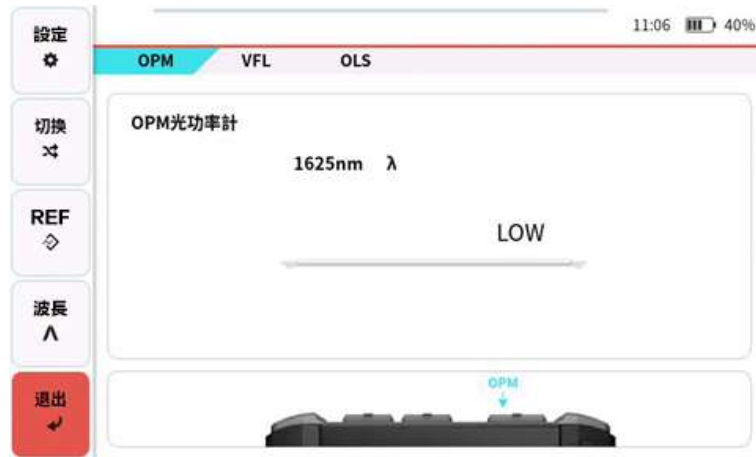 設定
切換
REF
波長
Λ
退出
11:06 40%
OPM VFL OLS
OPM光功率計
1625nm λ
LOW
OPM